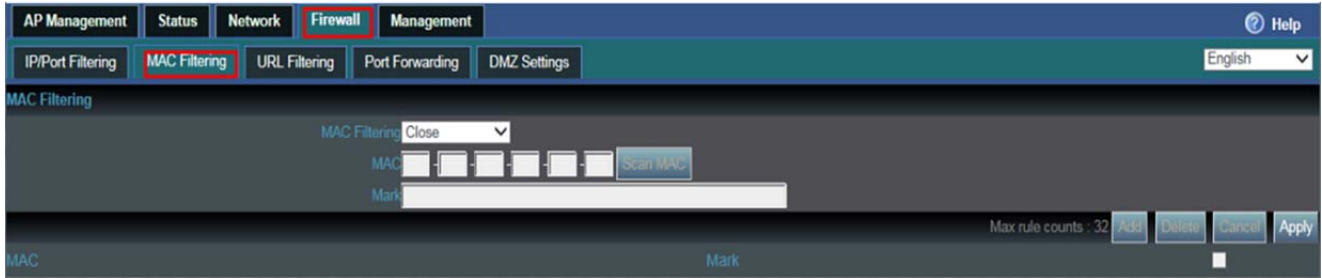 AP Management Status Network Firewall Management Help
IP/Port Filtering MAC Filtering URL Filtering Port Forwarding DMZ Settings English
MAC Filtering
MAC Filtering Close
MAC - - - - - Scan MAC
Mark
Max rule counts : 32 Add Delete Cancel Apply
MAC Mark